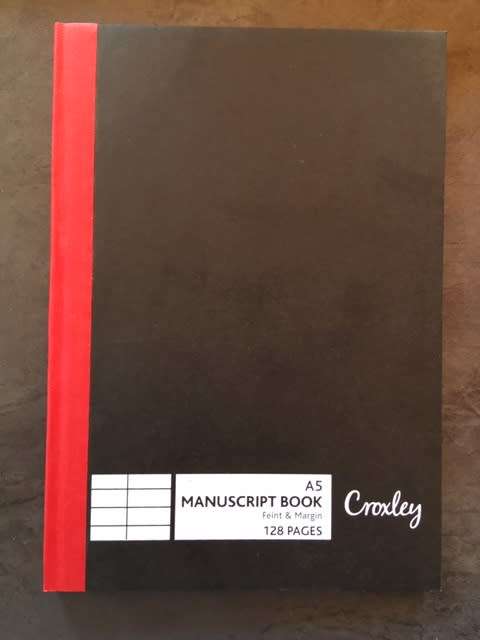 A5
MANUSCRIPT BOOK
Feint & Margin
128 PAGES
Croxley